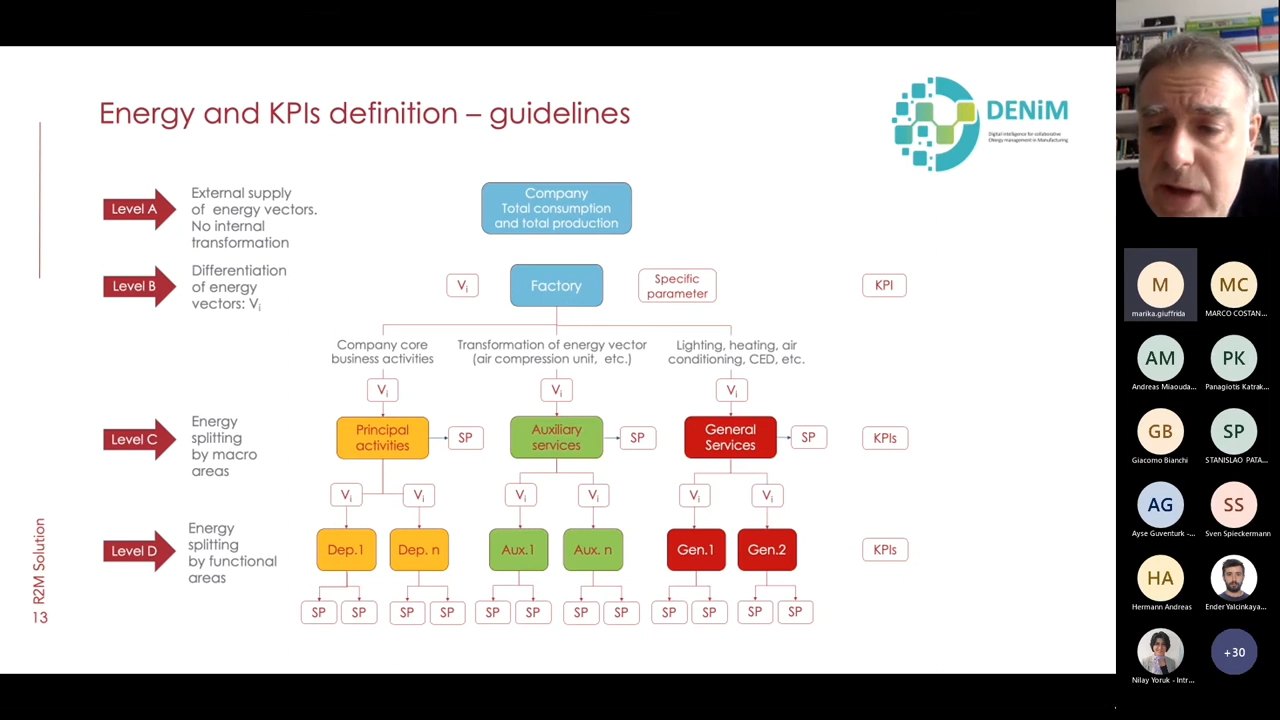 Energy and KPIs definition – guidelines
DENiM
Digital intelligence for collaborative
ENergy management in Manufacturing
Level A
External supply
of energy vectors.
No internal
transformation
Company
Total consumption
and total production
Level B
Differentiation
of energy
vectors: Vi
Vi
Factory
Specific
parameter
KPI
Company core
business activities
Transformation of energy vector
(air compression unit, etc.)
Lighting, heating, air
conditioning, CED, etc.
Vi
Vi
Vi
Level C
Energy
splitting
by macro
areas
Principal
activities
SP
Auxiliary
services
SP
General
Services
SP
KPIs
Vi
Vi
Vi
Vi
Vi
Vi
Level D
Energy
splitting
by functional
areas
Dep.1
Dep. n
Aux.1
Aux. n
Gen.1
Gen.2
KPIs
SP
SP
SP
SP
SP
SP
SP
SP
SP
SP
SP
SP
R2M Solution
13
M
marika.giuffrida
MC
MARCO COSTAN...
AM
Andreas Miaouda...
PK
Panagiotis Katrak...
GB
Giacomo Bianchi
SP
STANISLAO PATA...
AG
Ayse Guventurk -...
SS
Sven Spieckermann
HA
Hermann Andreas
Ender Yalcinkaya...
Nilay Yoruk - Intr...
+30